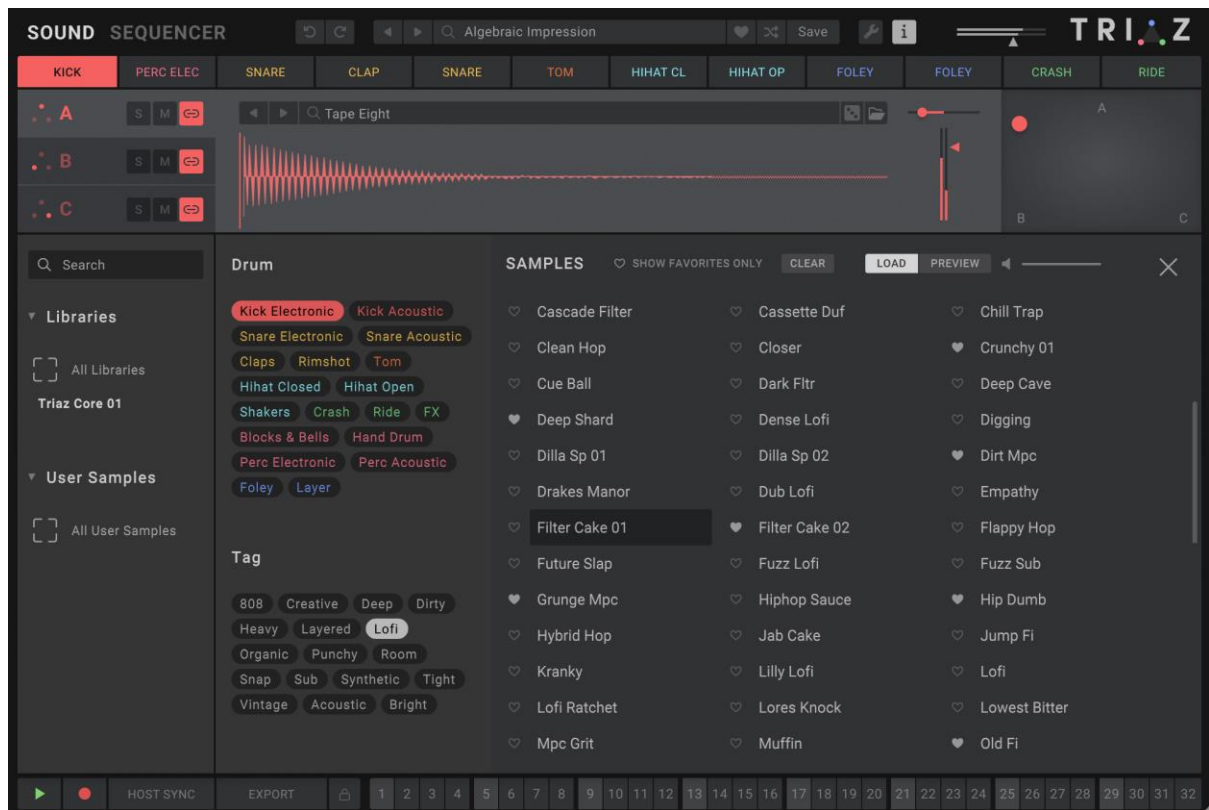 SOUND SEQUENCER Algebraic Impression Save i TRIAZ
KICK PERC ELEC SNARE CLAP SNARE TOM HIHAT CL HIHAT OP FOLEY FOLEY CRASH RIDE
A S M Tape Eight A
B S M
C S M B C
Search Drum SAMPLES SHOW FAVORITES ONLY CLEAR LOAD PREVIEW
Libraries
All Libraries
Triaz Core 01
User Samples
All User Samples
Kick Electronic Kick Acoustic
Snare Electronic Snare Acoustic
Claps Rimshot Tom
Hihat Closed Hihat Open
Shakers Crash Ride FX
Blocks & Bells Hand Drum
Perc Electronic Perc Acoustic
Foley Layer
Tag
808 Creative Deep Dirty
Heavy Layered Lofi
Organic Punchy Room
Snap Sub Synthetic Tight
Vintage Acoustic Bright
Cascade Filter Cassette Duf Chill Trap
Clean Hop Closer Crunchy 01
Cue Ball Dark Fltr Deep Cave
Deep Shard Dense Lofi Digging
Dilla Sp 01 Dilla Sp 02 Dirt Mpc
Drakes Manor Dub Lofi Empathy
Filter Cake 01 Filter Cake 02 Flappy Hop
Future Slap Fuzz Lofi Fuzz Sub
Grunge Mpc Hiphop Sauce Hip Dumb
Hybrid Hop Jab Cake Jump Fi
Kranky Lilly Lofi Lofi
Lofi Ratchet Lores Knock Lowest Bitter
Mpc Grit Muffin Old Fi
HOST SYNC EXPORT 1 2 3 4 5 6 7 8 9 10 11 12 13 14 15 16 17 18 19 20 21 22 23 24 25 26 27 28 29 30 31 32